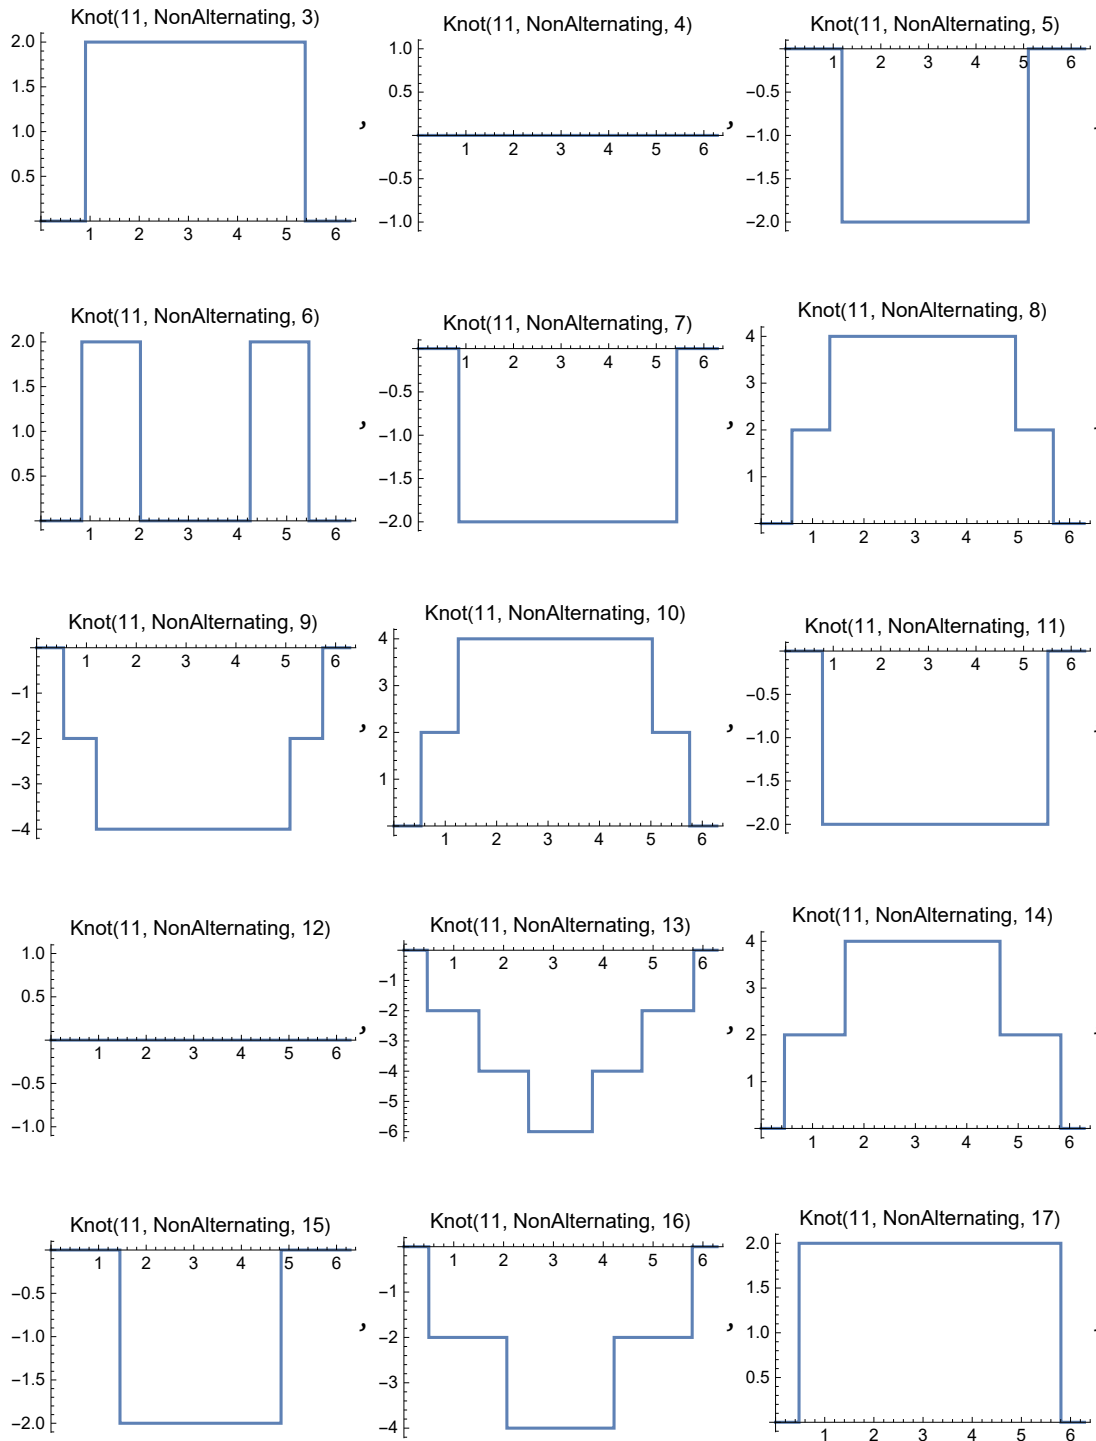 Knot(11, NonAlternating, 3)
2.0
1.5
1.0
0.5
1 2 3 4 5 6
,
Knot(11, NonAlternating, 4)
1.0
0.5
1 2 3 4 5 6
−0.5
−1.0
,
Knot(11, NonAlternating, 5)
1 2 3 4 5 6
−0.5
−1.0
−1.5
−2.0
Knot(11, NonAlternating, 6)
2.0
1.5
1.0
0.5
1 2 3 4 5 6
,
Knot(11, NonAlternating, 7)
1 2 3 4 5 6
−0.5
−1.0
−1.5
−2.0
,
Knot(11, NonAlternating, 8)
4
3
2
1
1 2 3 4 5 6
Knot(11, NonAlternating, 9)
1 2 3 4 5 6
−1
−2
−3
−4
,
Knot(11, NonAlternating, 10)
4
3
2
1
1 2 3 4 5 6
,
Knot(11, NonAlternating, 11)
1 2 3 4 5 6
−0.5
−1.0
−1.5
−2.0
Knot(11, NonAlternating, 12)
1.0
0.5
1 2 3 4 5 6
−0.5
−1.0
,
Knot(11, NonAlternating, 13)
1 2 3 4 5 6
−1
−2
−3
−4
−5
−6
,
Knot(11, NonAlternating, 14)
4
3
2
1
1 2 3 4 5 6
Knot(11, NonAlternating, 15)
1 2 3 4 5 6
−0.5
−1.0
−1.5
−2.0
,
Knot(11, NonAlternating, 16)
1 2 3 4 5 6
−1
−2
−3
−4
,
Knot(11, NonAlternating, 17)
2.0
1.5
1.0
0.5
1 2 3 4 5 6